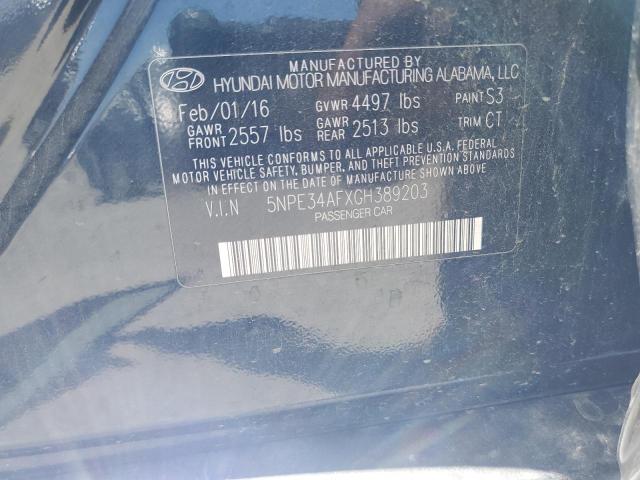 MANUFACTURED BY
HYUNDAI MOTOR MANUFACTURING ALABAMA, LLC
Feb/01/16 GVWR 4497 lbs PAINT S3
GAWR FRONT 2557 lbs GAWR REAR 2513 lbs TRIM CT
THIS VEHICLE CONFORMS TO ALL APPLICABLE U.S.A. FEDERAL
MOTOR VEHICLE SAFETY, BUMPER, AND THEFT PREVENTION STANDARDS
IN EFFECT ON THE DATE OF MANUFACTURE SHOWN ABOVE.
V.I.N 5NPE34AFXGH389203
PASSENGER CAR